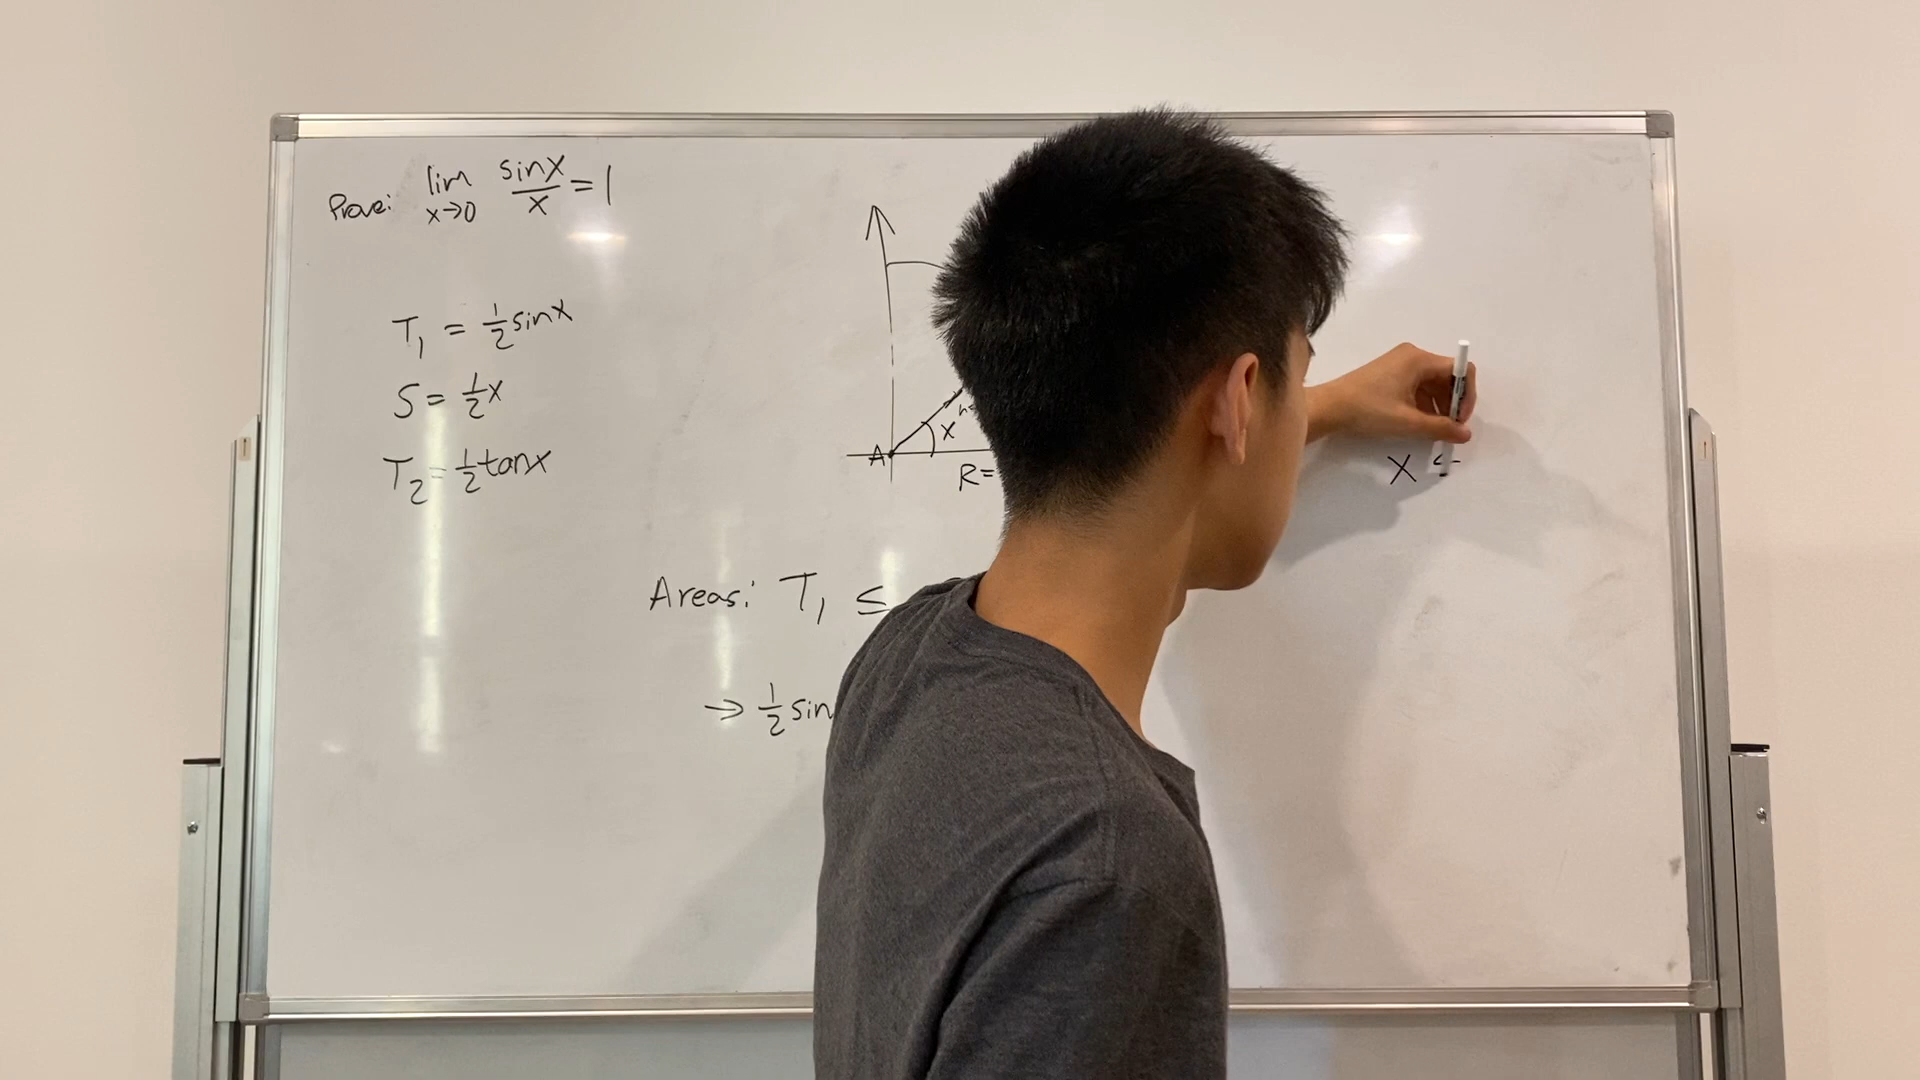 Prove: lim x→0 sinx/x = 1
T₁ = 1/2 sinx
S = 1/2 x
T₂ = 1/2 tanx
A x
R=
x ≤
Areas: T₁ ≤
→ 1/2 sin